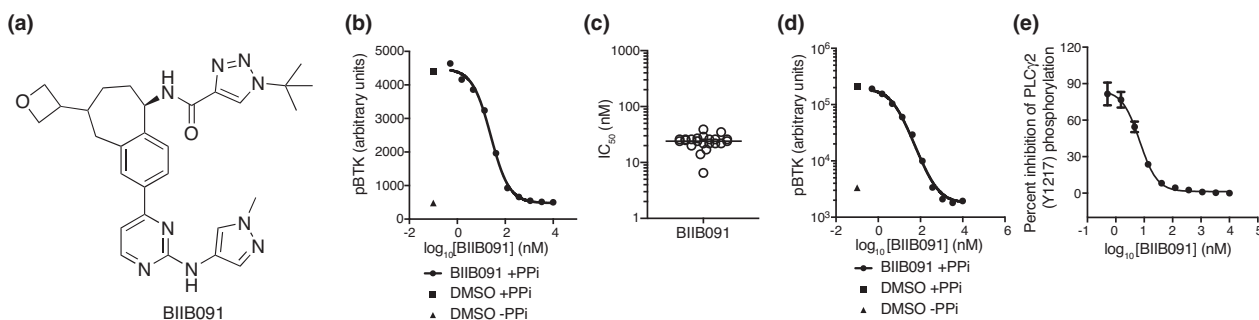 (a)
O
N
H
O
N
N
N
N
N
N
H
N
N
BIIB091
(b)
pBTK (arbitrary units)
5000
4000
3000
2000
1000
0
-2
0
2
4
log10[BIIB091] (nM)
BIIB091 +PPi
DMSO +PPi
DMSO -PPi
(c)
IC50 (nM)
1000
100
10
1
BIIB091
(d)
pBTK (arbitrary units)
10^6
10^5
10^4
10^3
-2
0
2
4
log10[BIIB091] (nM)
BIIB091 +PPi
DMSO +PPi
DMSO -PPi
(e)
Percent inhibition of PLCγ2
(Y1217) phosphorylation
120
90
60
30
0
-1
0
1
2
3
4
5
log10[BIIB091] (nM)